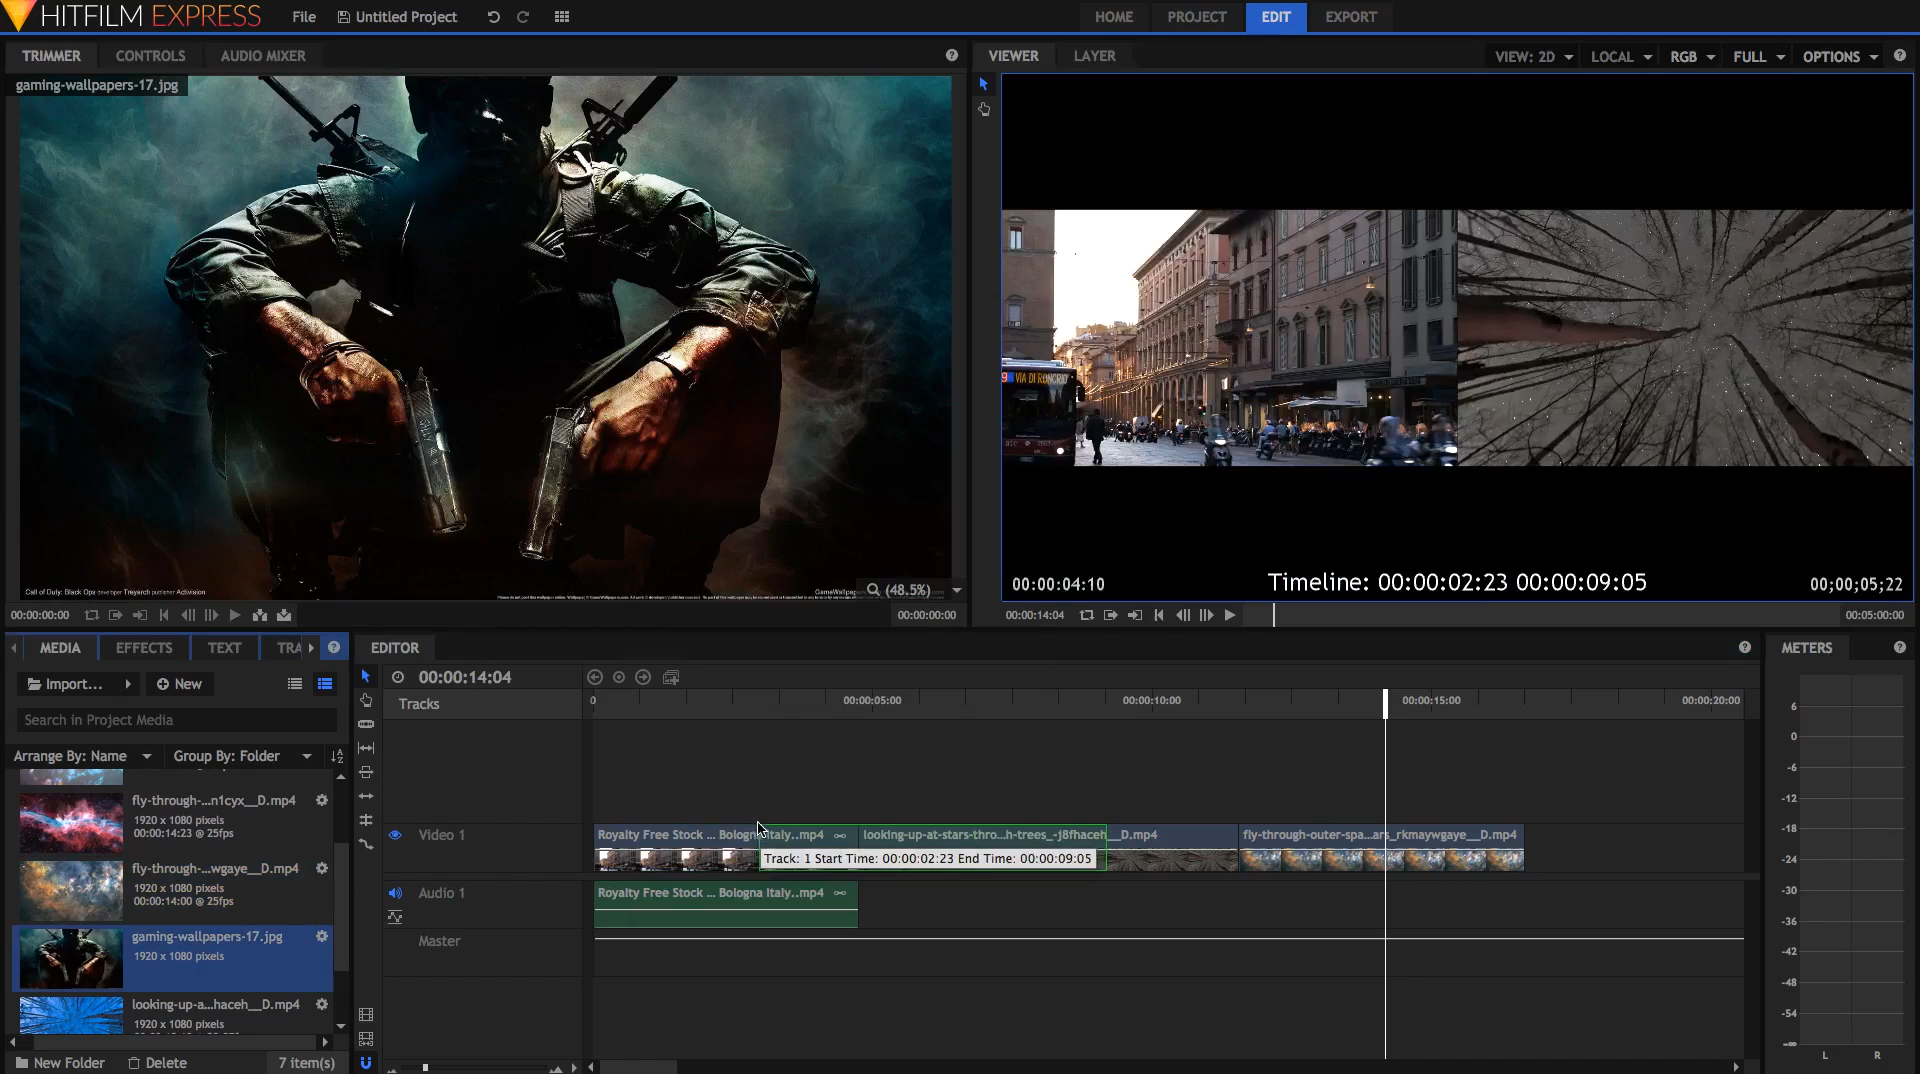 HITFILM EXPRESS
File
Untitled Project
HOME
PROJECT
EDIT
EXPORT
TRIMMER
CONTROLS
AUDIO MIXER
gaming-wallpapers-17.jpg
Call of Duty: Black Ops developer Treyarch publisher Activision
(48.5%)
00:00:00:00
00:00:00:00
VIEWER
LAYER
VIEW: 2D
LOCAL
RGB
FULL
OPTIONS
00:00:04:10
Timeline: 00:00:02:23 00:00:09:05
00;00;05;22
00:00:14:04
00:05:00:00
MEDIA
EFFECTS
TEXT
TRA
Import...
New
Search in Project Media
Arrange By: Name
Group By: Folder
fly-through-...n1cyx__D.mp4
1920 x 1080 pixels
00:00:14:23 @ 25fps
fly-through-...wgaye__D.mp4
1920 x 1080 pixels
00:00:14:00 @ 25fps
gaming-wallpapers-17.jpg
1920 x 1080 pixels
looking-up-a...haceh__D.mp4
1920 x 1080 pixels
New Folder
Delete
7 item(s)
EDITOR
00:00:14:04
Tracks
0
00:00:05:00
00:00:10:00
00:00:15:00
00:00:20:00
Video 1
Royalty Free Stock ... Bologna Italy..mp4
looking-up-at-stars-thro...h-trees_-j8fhaceh__D.mp4
fly-through-outer-spa...ars_rkmaywgaye__D.mp4
Track: 1 Start Time: 00:00:02:23 End Time: 00:00:09:05
Audio 1
Royalty Free Stock ... Bologna Italy..mp4
Master
METERS
6
0
-6
-12
-18
-24
-30
-36
-42
-48
-54
-∞
L
R